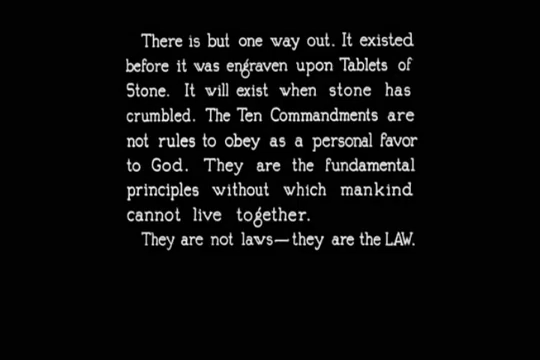 There is but one way out. It existed
before it was engraven upon Tablets of
Stone. It will exist when stone has
crumbled. The Ten Commandments are
not rules to obey as a personal favor
to God. They are the fundamental
principles without which mankind
cannot live together.
They are not laws—they are the LAW.